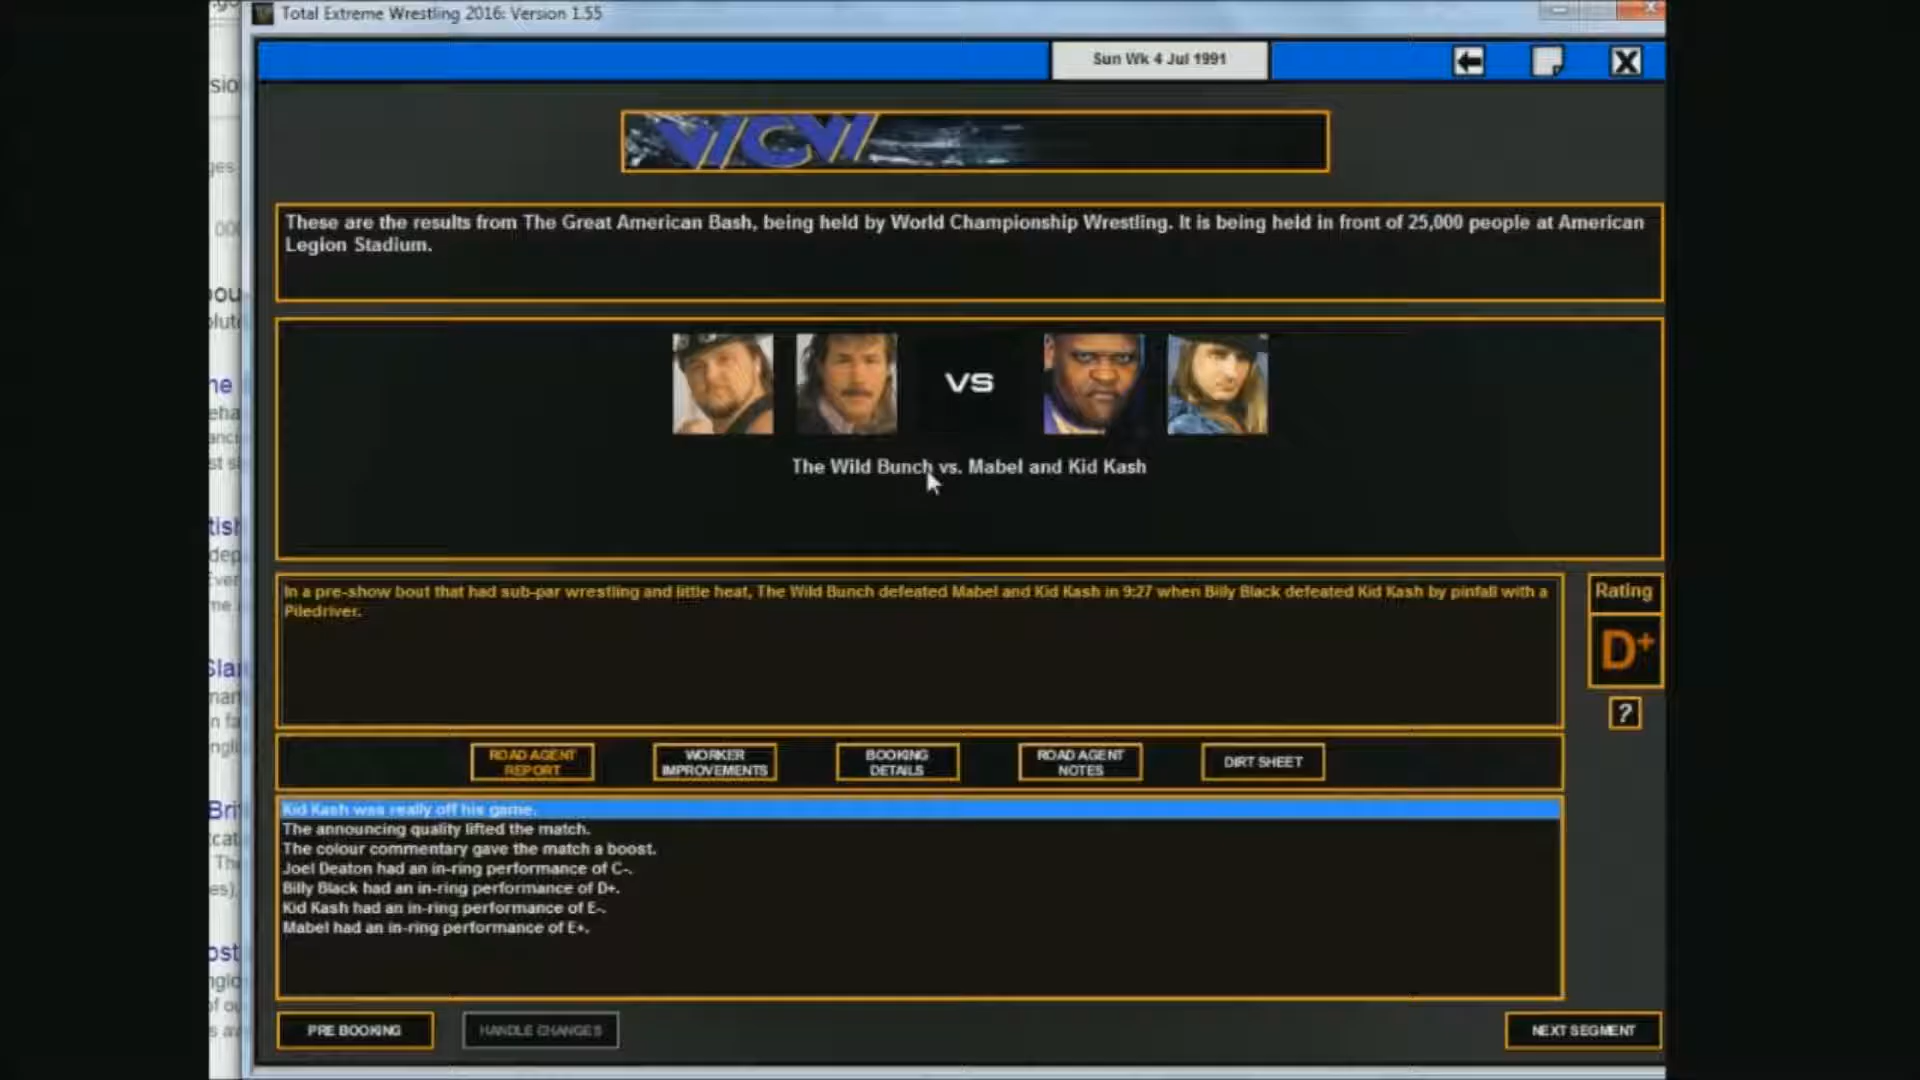 Total Extreme Wrestling 2016: Version 1.55
Sun Wk 4 Jul 1991
WCW
These are the results from The Great American Bash, being held by World Championship Wrestling. It is being held in front of 25,000 people at American
Legion Stadium.
VS
The Wild Bunch vs. Mabel and Kid Kash
In a pre-show bout that had sub-par wrestling and little heat, The Wild Bunch defeated Mabel and Kid Kash in 9:27 when Billy Black defeated Kid Kash by pinfall with a
Piledriver.
Rating
D+
?
ROAD AGENT
REPORT
WORKER
IMPROVEMENTS
BOOKING
DETAILS
ROAD AGENT
NOTES
DIRT SHEET
Kid Kash was really off his game.
The announcing quality lifted the match.
The colour commentary gave the match a boost.
Joel Deaton had an in-ring performance of C-.
Billy Black had an in-ring performance of D+.
Kid Kash had an in-ring performance of E-.
Mabel had an in-ring performance of E+.
PRE BOOKING
HANDLE CHANGES
NEXT SEGMENT